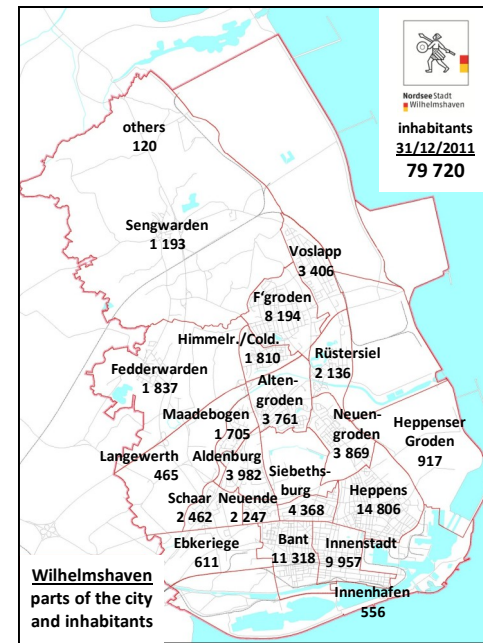 NordseeStadt
Wilhelmshaven
inhabitants
31/12/2011
79 720
others
120
Sengwarden
1 193
Voslapp
3 406
F'groden
8 194
Himmelr./Cold.
1 810
Rüstersiel
2 136
Fedderwarden
1 837
Alten-
groden
3 761
Maadebogen
1 705
Neuen-
groden
3 869
Heppenser
Groden
917
Langewerth
465
Aldenburg
3 982
Siebeths-
burg
4 368
Heppens
14 806
Schaar
2 462
Neuende
2 247
Ebkeriege
611
Bant
11 318
Innenstadt
9 957
Innenhafen
556
Wilhelmshaven
parts of the city
and inhabitants